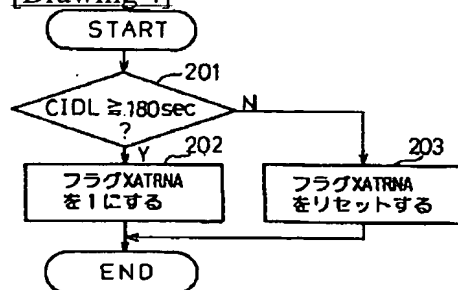 [Drawing 4]
START
201
CIDL ≧ 180sec
?
N
Y
202
フラグXATRNA
を1にする
203
フラグXATRNA
をリセットする
END